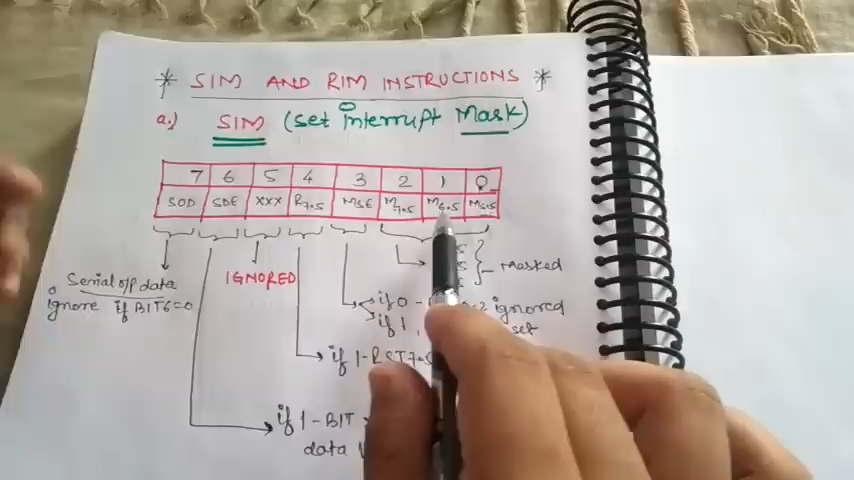 * SIM AND RIM INSTRUCTIONS *
a.) SIM (set interrupt Mask)
7 6 5 4 3 2 1 0
SOD SDE XXX R7.5 MSE M7.5 M6.5 M5.5
Serial o/p data
ignore if BIT6=0
IGNORED
Masked
if 0 - ignored
if 1, set
if 1-RST7.5
if 1-BIT
data